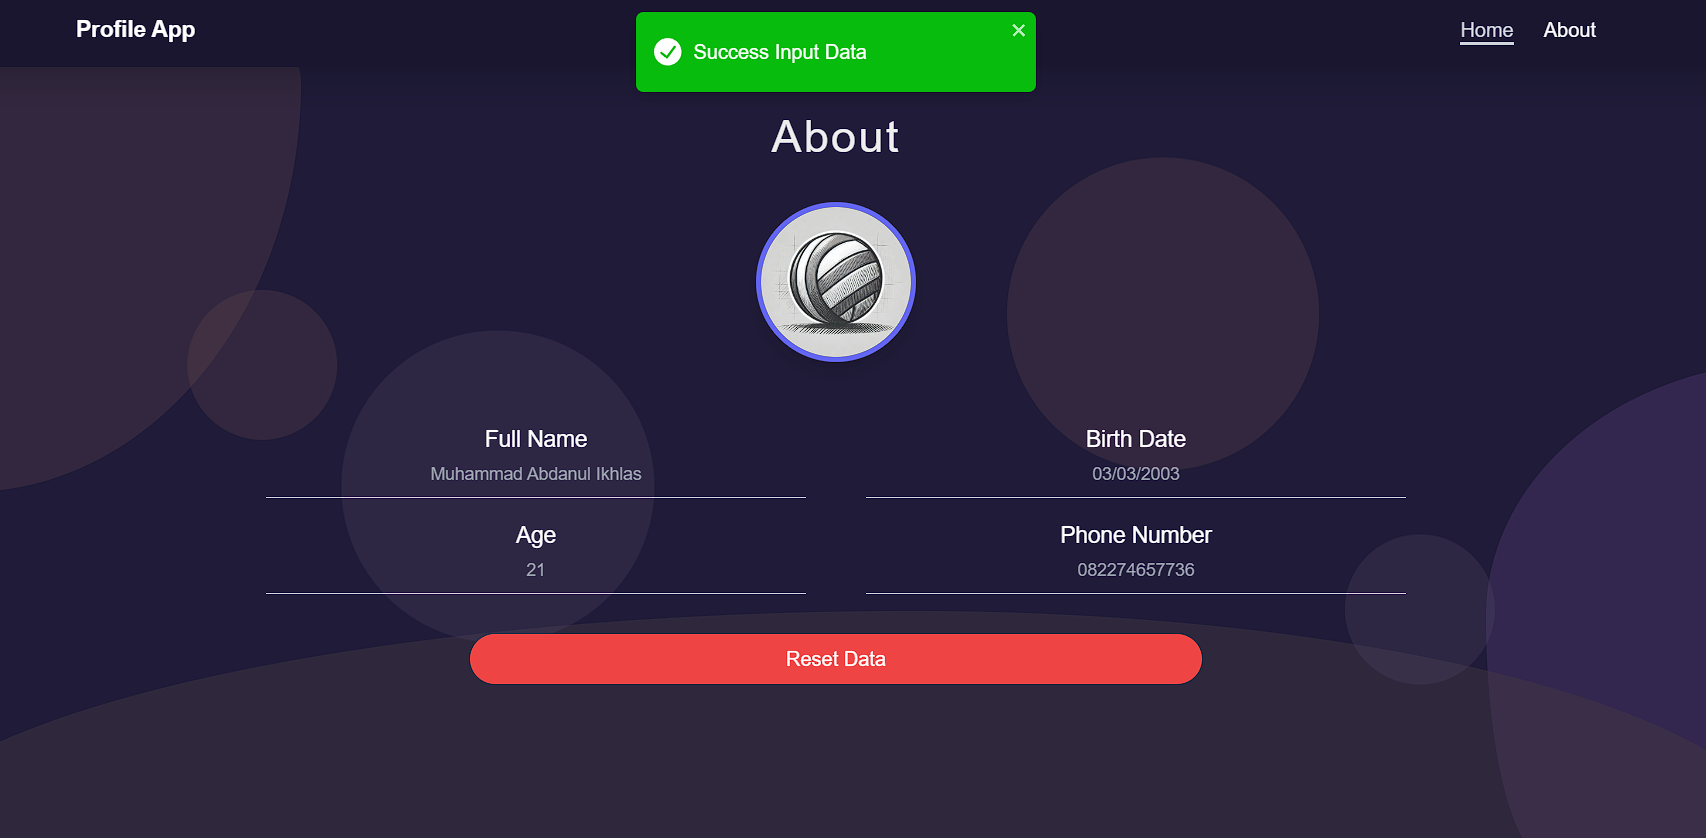 Profile App
Success Input Data
Home
About
About
Full Name
Muhammad Abdanul Ikhlas
Birth Date
03/03/2003
Age
21
Phone Number
082274657736
Reset Data